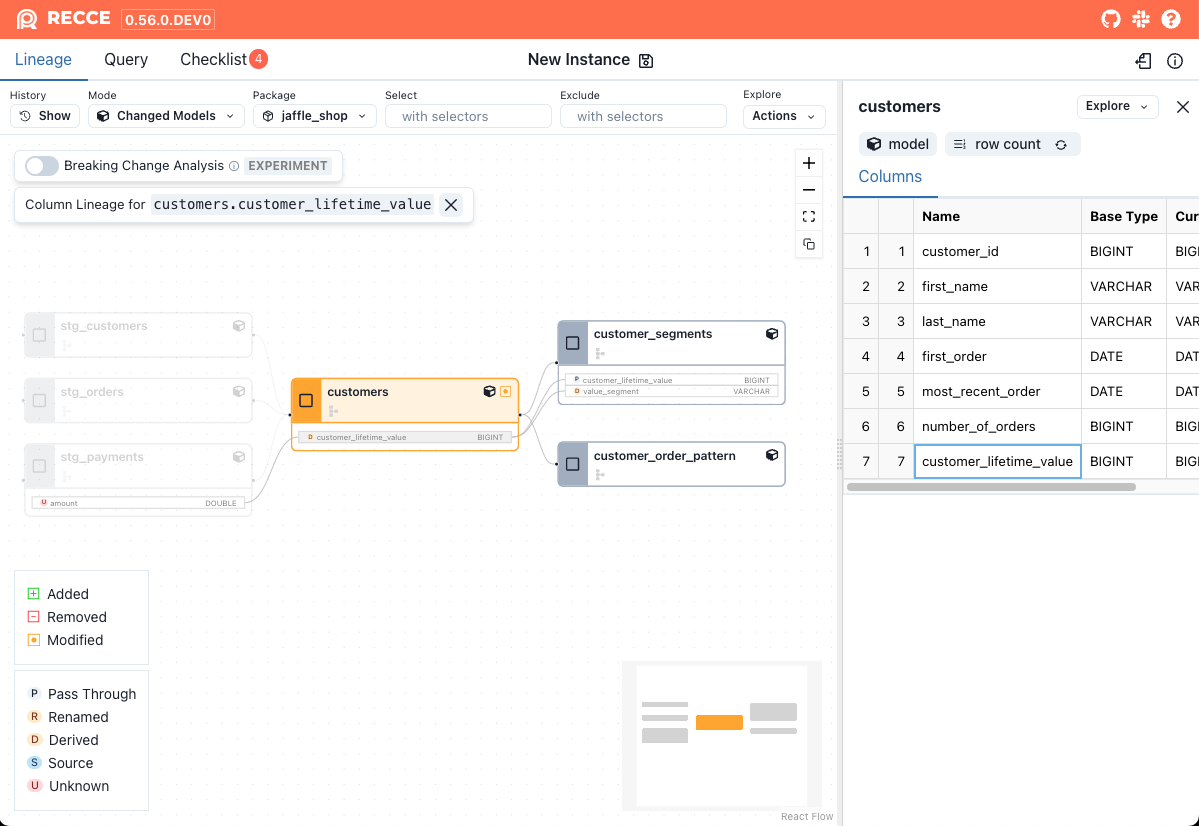 RECCE 0.56.0.DEV0
Lineage Query Checklist 4 New Instance
History Mode Package Select Exclude Explore
Show Changed Models jaffle_shop with selectors with selectors Actions
Breaking Change Analysis EXPERIMENT
Column Lineage for customers.customer_lifetime_value
stg_customers
stg_orders
stg_payments
U amount DOUBLE
customers
D customer_lifetime_value BIGINT
customer_segments
P customer_lifetime_value BIGINT
D value_segment VARCHAR
customer_order_pattern
Added
Removed
Modified
P Pass Through
R Renamed
D Derived
S Source
U Unknown
React Flow
customers Explore
model row count
Columns
Name Base Type Cur
1 1 customer_id BIGINT BIG
2 2 first_name VARCHAR VAR
3 3 last_name VARCHAR VAR
4 4 first_order DATE DAT
5 5 most_recent_order DATE DAT
6 6 number_of_orders BIGINT BIG
7 7 customer_lifetime_value BIGINT BIG